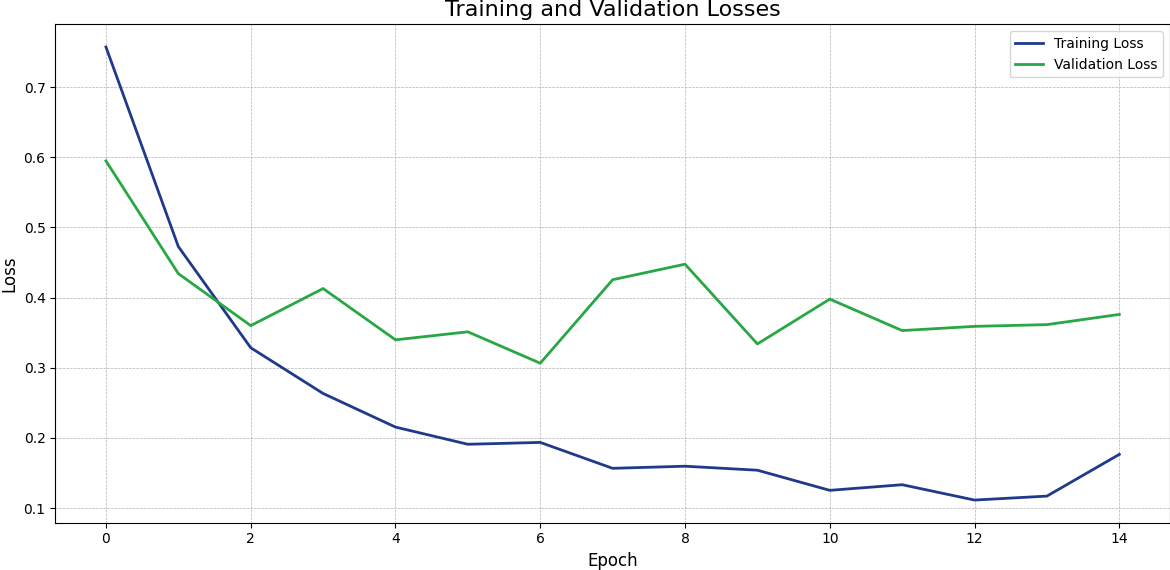 Training and Validation Losses
Training Loss
Validation Loss
Loss
0.7
0.6
0.5
0.4
0.3
0.2
0.1
0 2 4 6 8 10 12 14
Epoch